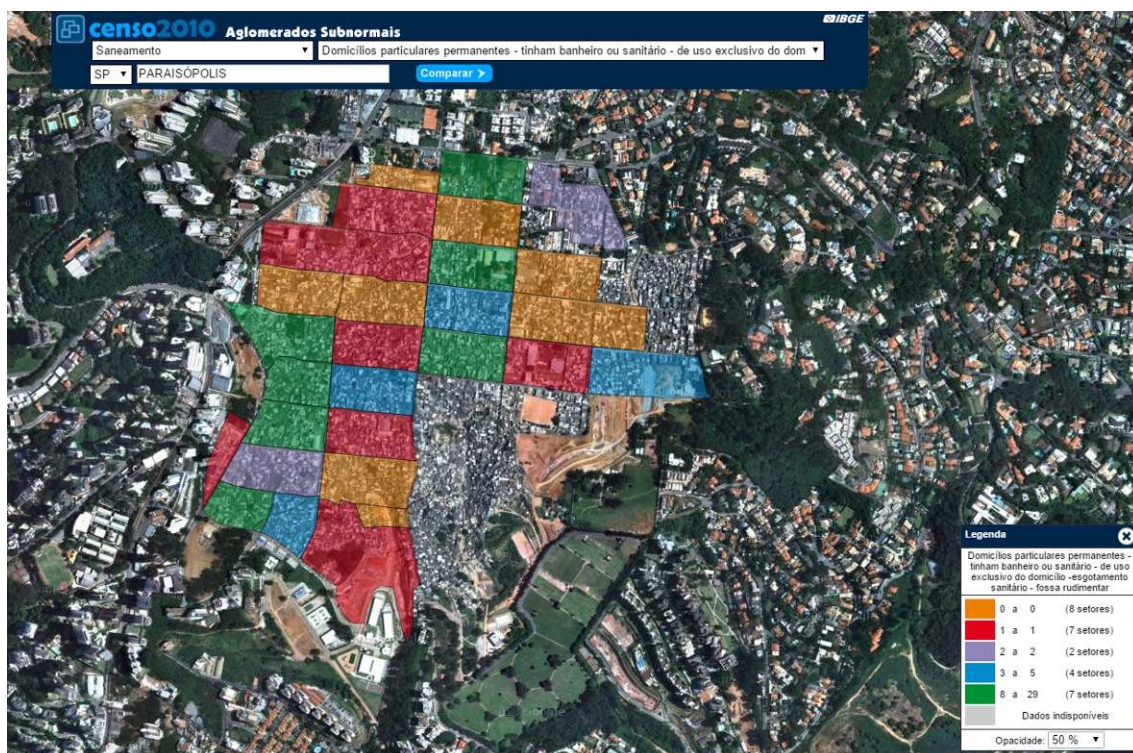 censo2010 Aglomerados Subnormais
IBGE
Saneamento
Domicílios particulares permanentes - tinham banheiro ou sanitário - de uso exclusivo do dom
SP PARAISÓPOLIS Comparar
Legenda
Domicílios particulares permanentes -
tinham banheiro ou sanitário - de uso
exclusivo do domicílio -esgotamento
sanitário - fossa rudimentar
0 a 0 (8 setores)
1 a 1 (7 setores)
2 a 2 (2 setores)
3 a 5 (4 setores)
8 a 29 (7 setores)
Dados indisponíveis
Opacidade: 50 %